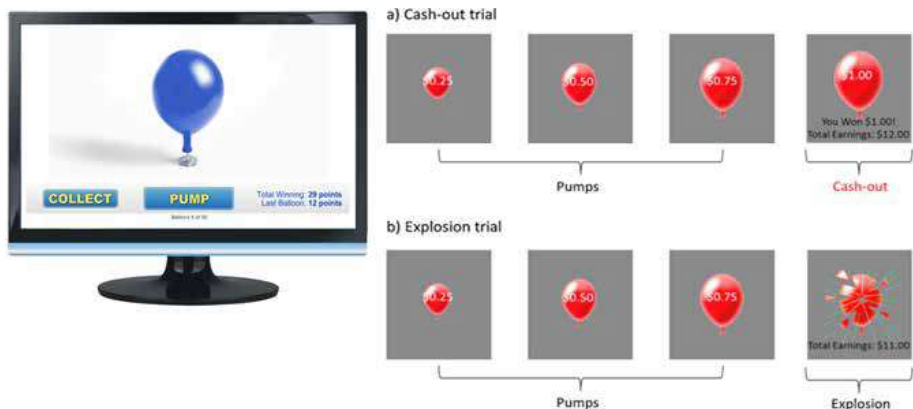 COLLECT
PUMP
Total Winning: 29 points
Last Balloon: 12 points
a) Cash-out trial
$0.25
$0.50
$0.75
$1.00
You Won $1.00!
Total Earnings: $12.00
Pumps
Cash-out
b) Explosion trial
$0.25
$0.50
$0.75
Total Earnings: $11.00
Pumps
Explosion